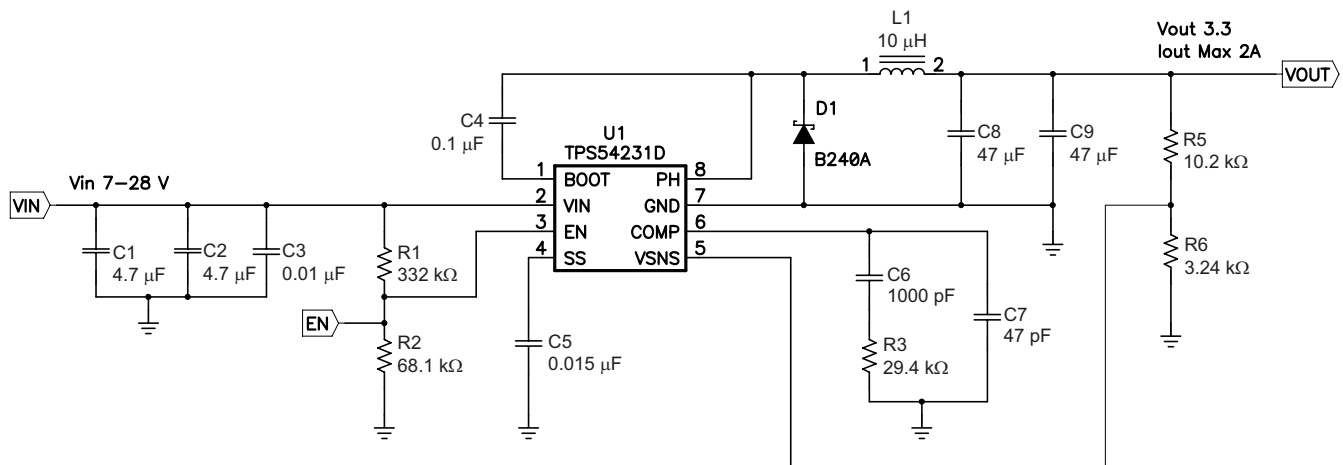 L1
10 μH
1
2
Vout 3.3
Iout Max 2A
VOUT
C4
0.1 μF
D1
B240A
C8
47 μF
C9
47 μF
R5
10.2 kΩ
U1
TPS54231D
1
BOOT
PH
8
Vin 7–28 V
VIN
2
VIN
GND
7
3
EN
COMP
6
4
SS
VSNS
5
C1
4.7 μF
C2
4.7 μF
C3
0.01 μF
R1
332 kΩ
R6
3.24 kΩ
C6
1000 pF
C7
47 pF
EN
R2
68.1 kΩ
C5
0.015 μF
R3
29.4 kΩ